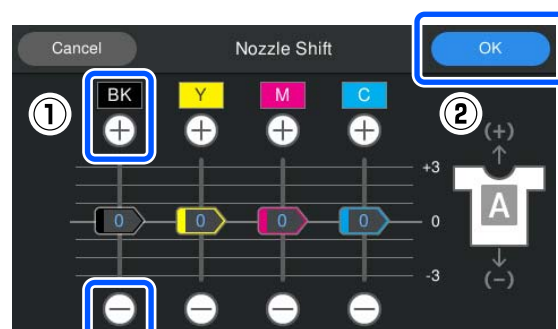 Cancel Nozzle Shift OK
① BK Y M C ②
+ + + + (+)
+3
0 0 0 0 0 A
-3
− − − − (−)